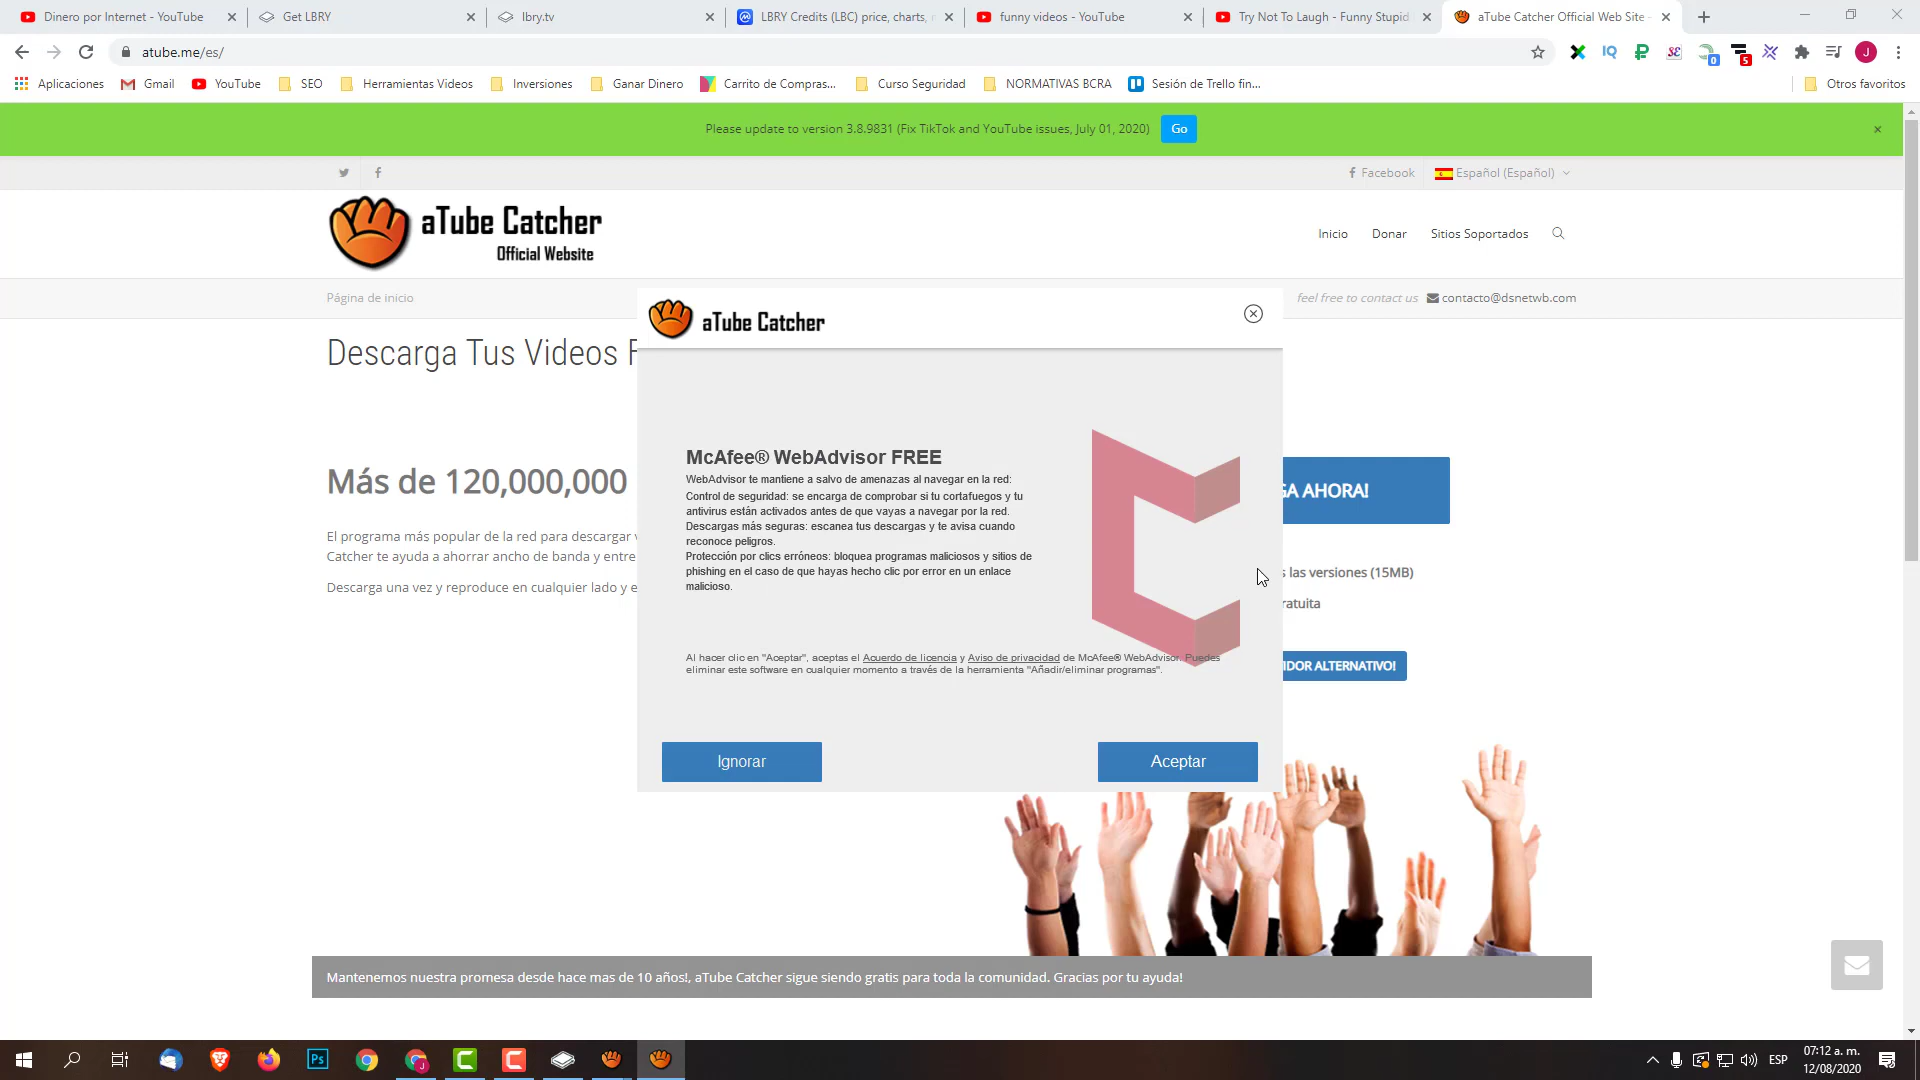 Dinero por Internet - YouTube
Get LBRY
lbry.tv
LBRY Credits (LBC) price, charts,
funny videos - YouTube
Try Not To Laugh - Funny Stupid
aTube Catcher Official Web Site -
atube.me/es/
0
5
J
Aplicaciones
Gmail
YouTube
SEO
Herramientas Videos
Inversiones
Ganar Dinero
Carrito de Compras...
Curso Seguridad
NORMATIVAS BCRA
Sesión de Trello fin...
Otros favoritos
Please update to version 3.8.9831 (Fix TikTok and YouTube issues, July 01, 2020)
Go
Facebook
Español (Español)
aTube Catcher
Official Website
Inicio
Donar
Sitios Soportados
Página de inicio
feel free to contact us
contacto@dsnetwb.com
Descarga Tus Videos
aTube Catcher
Más de 120,000,000
El programa más popular de la red para descargar
Catcher te ayuda a ahorrar ancho de banda y entre
Descarga una vez y reproduce en cualquier lado y e
McAfee® WebAdvisor FREE
WebAdvisor te mantiene a salvo de amenazas al navegar en la red:
Control de seguridad: se encarga de comprobar si tu cortafuegos y tu
antivirus están activados antes de que vayas a navegar por la red.
Descargas más seguras: escanea tus descargas y te avisa cuando
reconoce peligros.
Protección por clics erróneos: bloquea programas maliciosos y sitios de
phishing en el caso de que hayas hecho clic por error en un enlace
malicioso.
Al hacer clic en "Aceptar", aceptas el Acuerdo de licencia y Aviso de privacidad de McAfee® WebAdvisor. Puedes
eliminar este software en cualquier momento a través de la herramienta "Añadir/eliminar programas".
Ignorar
Aceptar
GA AHORA!
s las versiones (15MB)
ratuita
IDOR ALTERNATIVO!
Mantenemos nuestra promesa desde hace mas de 10 años!, aTube Catcher sigue siendo gratis para toda la comunidad. Gracias por tu ayuda!
Ps
ESP
07:12 a. m.
12/08/2020